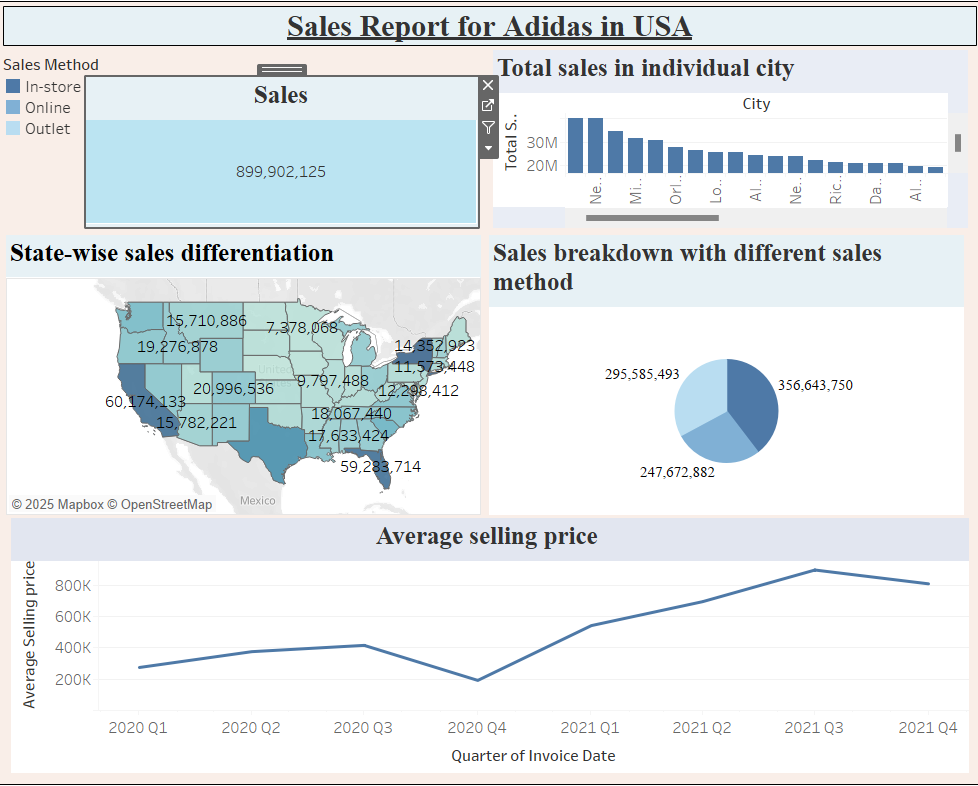 Sales Report for Adidas in USA
Sales Method
In-store
Online
Outlet
Sales
899,902,125
Total sales in individual city
City
Total S..
30M
20M
Ne..
Mi..
Orl..
Lo..
Al..
Ne..
Ric..
Da..
Al..
State-wise sales differentiation
15,710,886
7,378,068
19,276,878
14,352,923
11,573,448
20,996,536
9,797,488
12,298,412
60,174,133
15,782,221
18,067,440
17,633,424
59,283,714
United
Mexico
© 2025 Mapbox © OpenStreetMap
Sales breakdown with different sales
method
295,585,493
356,643,750
247,672,882
Average selling price
Average Selling price
800K
600K
400K
200K
2020 Q1
2020 Q2
2020 Q3
2020 Q4
2021 Q1
2021 Q2
2021 Q3
2021 Q4
Quarter of Invoice Date